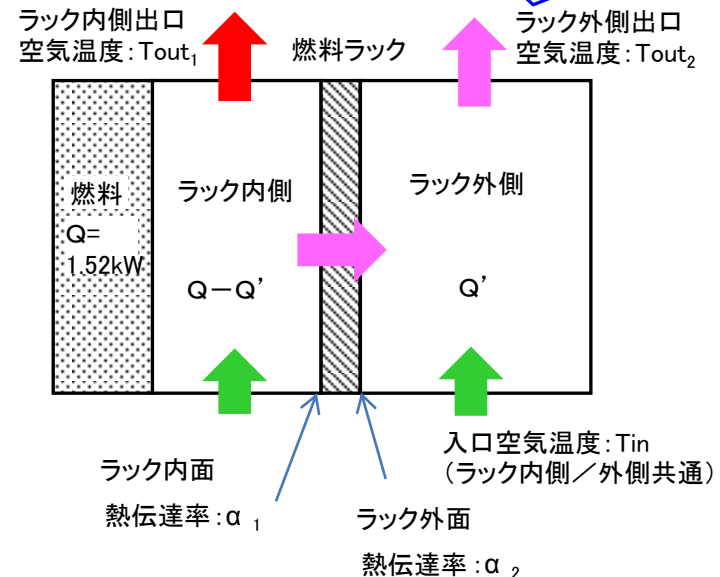 ラック内側出口
空気温度：Tout₁
燃料ラック
ラック外側出口
空気温度：Tout₂
燃料
Q=
1.52kW
ラック内側
ラック外側
Q－Q’
Q’
入口空気温度：Tin
（ラック内側／外側共通）
ラック内面
熱伝達率：α ₁
ラック外面
熱伝達率：α ₂